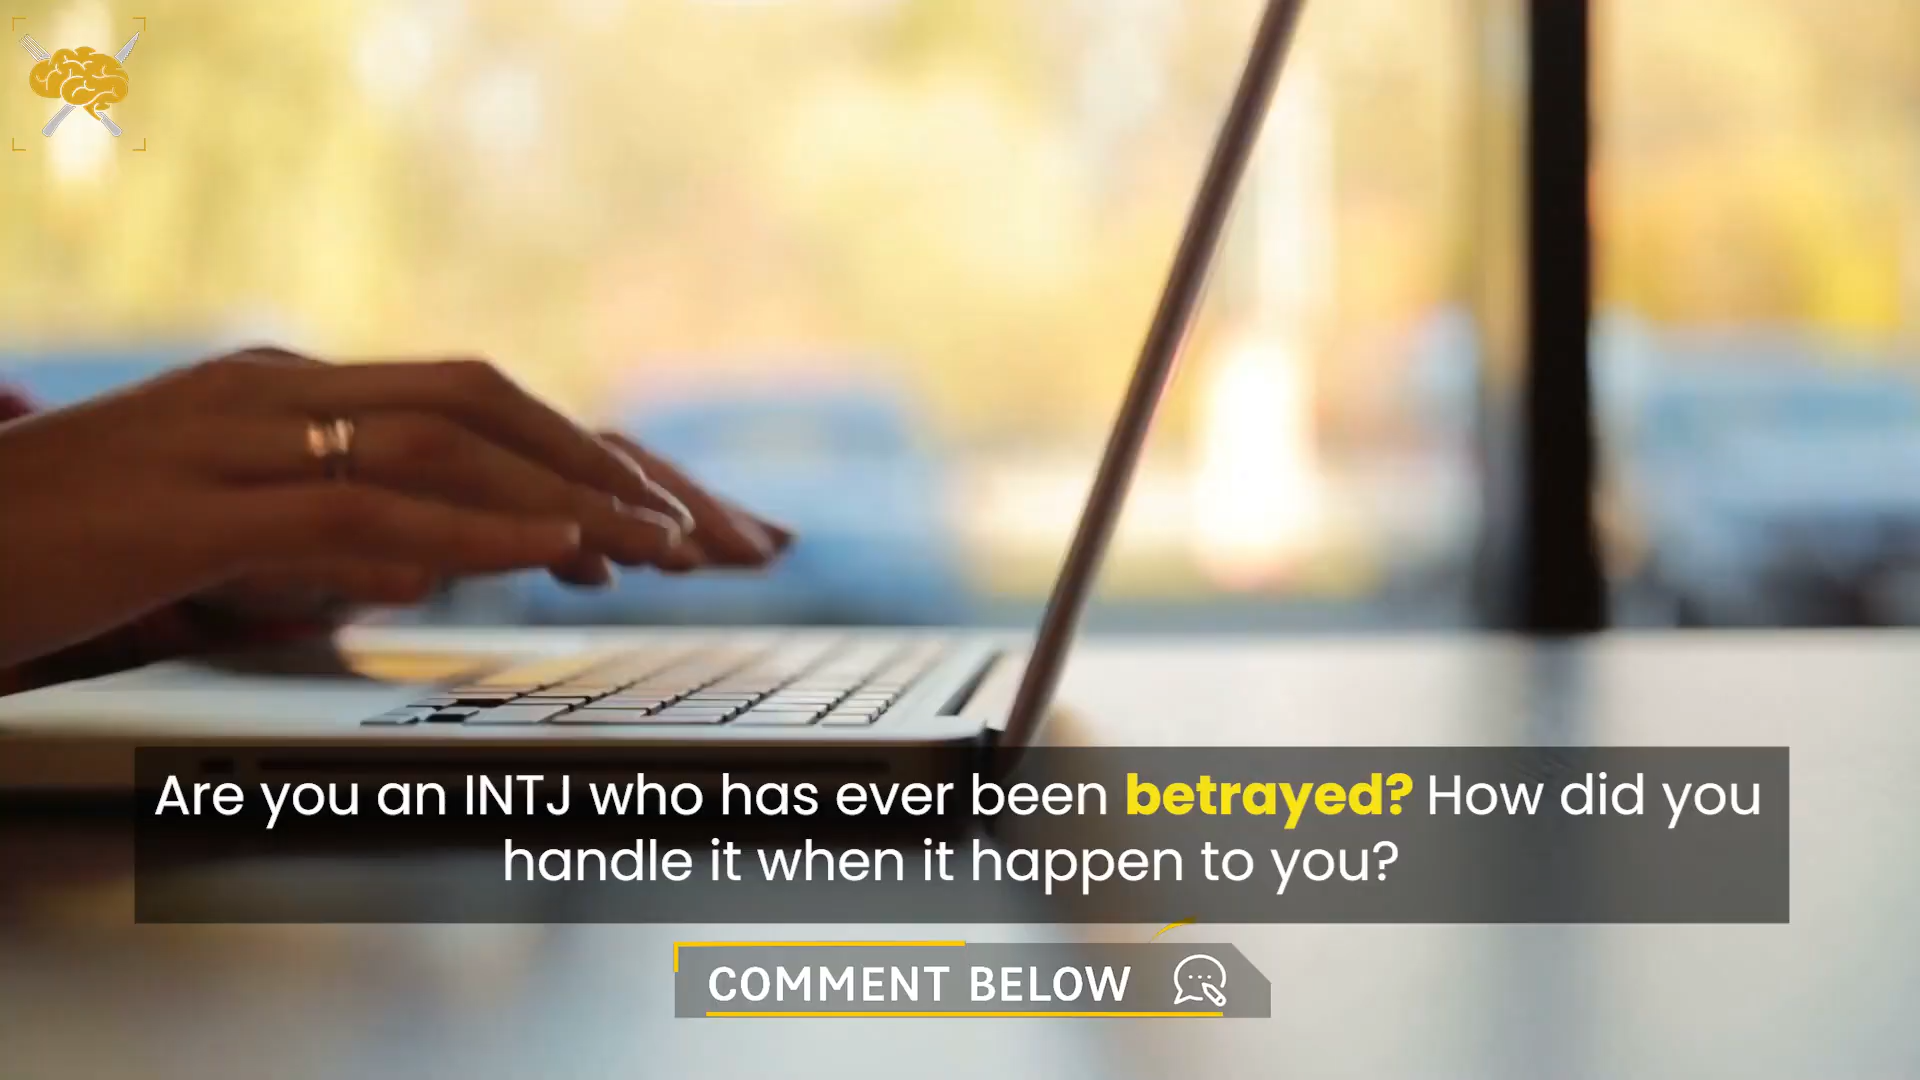 Are you an INTJ who has ever been betrayed? How did you
handle it when it happen to you?
COMMENT BELOW